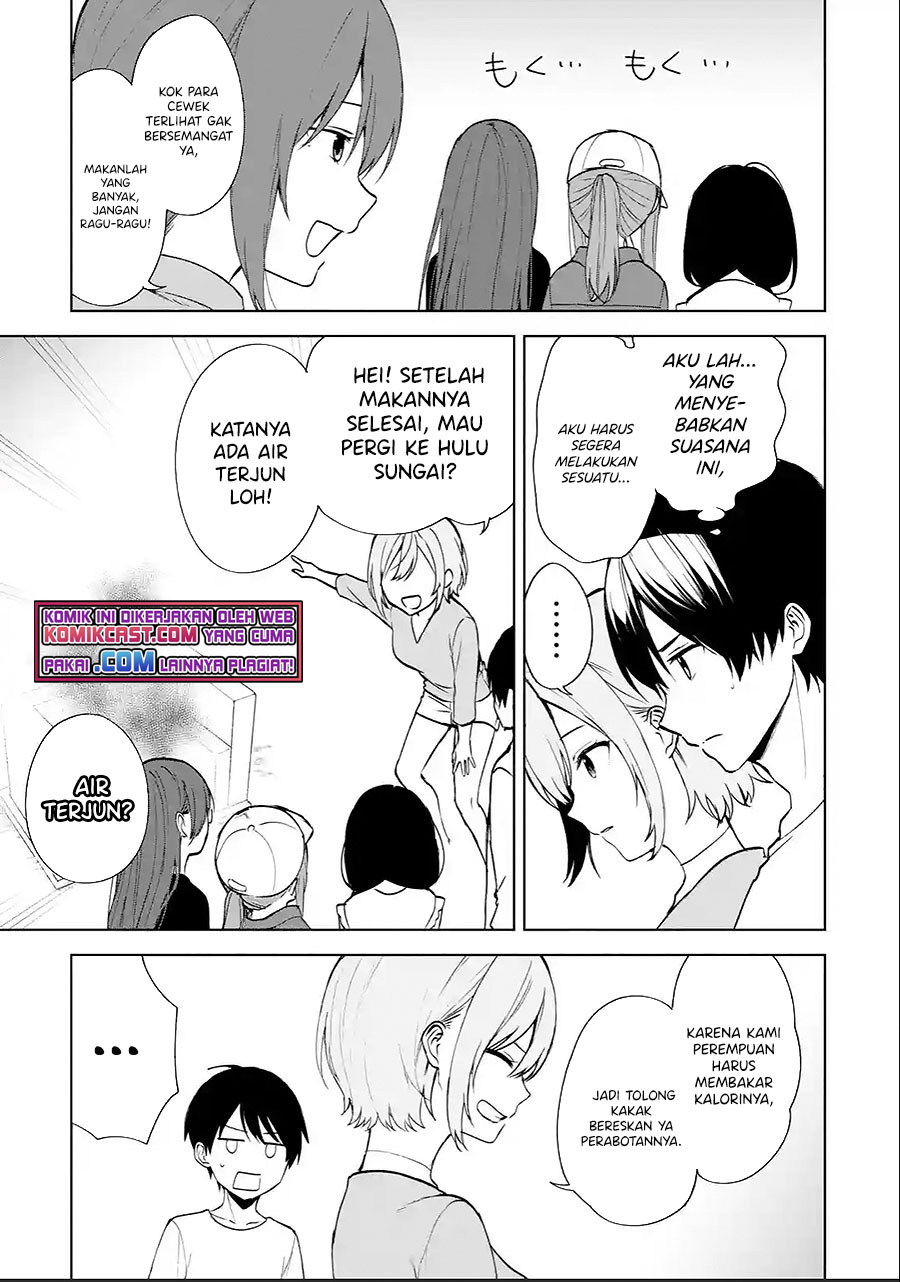 もく… もく…
KOK PARA
CEWEK
TERLIHAT GAK
BERSEMANGAT
YA,
MAKANLAH
YANG
BANYAK,
JANGAN
RAGU-RAGU!
AKU LAH...
YANG
MENYE-
BABKAN
SUASANA
INI,
AKU HARUS
SEGERA
MELAKUKAN
SESUATU...
......
HEI! SETELAH
MAKANNYA
SELESAI, MAU
PERGI KE HULU
SUNGAI?
KATANYA
ADA AIR
TERJUN
LOH!
KOMIK INI DIKERJAKAN OLEH WEB
KOMIKCAST.COM YANG CUMA
PAKAI .COM LAINNYA PLAGIAT!
AIR
TERJUN?
KARENA KAMI
PEREMPUAN
HARUS
MEMBAKAR
KALORINYA,
JADI TOLONG
KAKAK
BERESKAN YA
PERABOTANNYA.
...